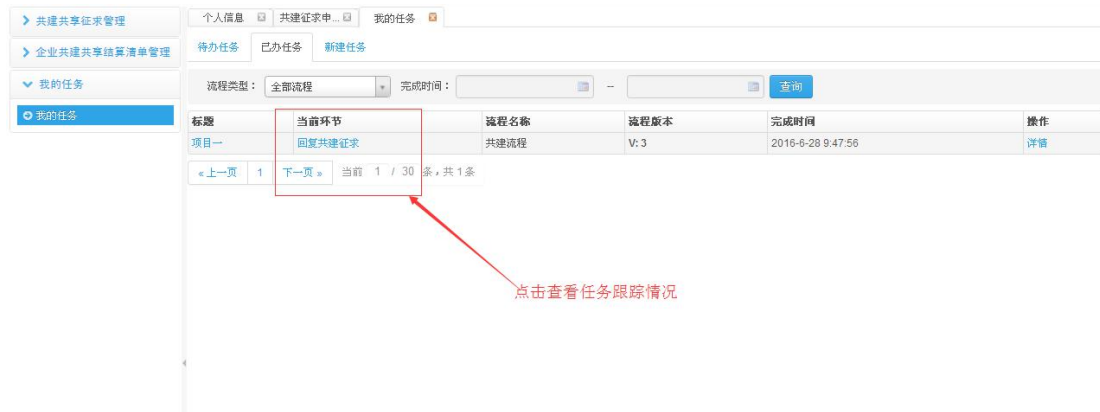 共建共享征求管理
企业共建共享结算清单管理
我的任务
我的任务
个人信息 共建征求申... 我的任务
待办任务 已办任务 新建任务
流程类型： 全部流程 完成时间： -- 查询
标题 当前环节 流程名称 流程版本 完成时间 操作
项目一 回复共建征求 共建流程 V: 3 2016-6-28 9:47:56 详情
« 上一页 1 下一页 » 当前 1 / 30 条，共 1 条
点击查看任务跟踪情况